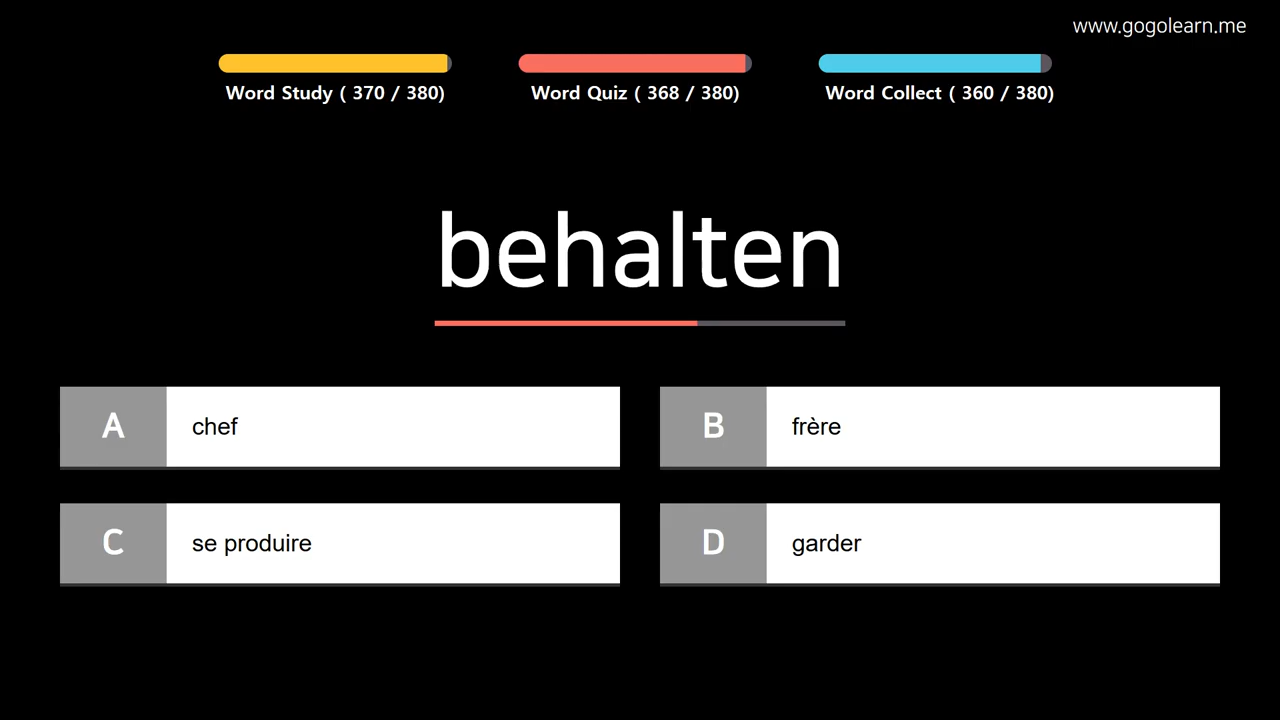 www.gogolearn.me
Word Study ( 370 / 380)
Word Quiz ( 368 / 380)
Word Collect ( 360 / 380)
behalten
A
chef
B
frère
C
se produire
D
garder